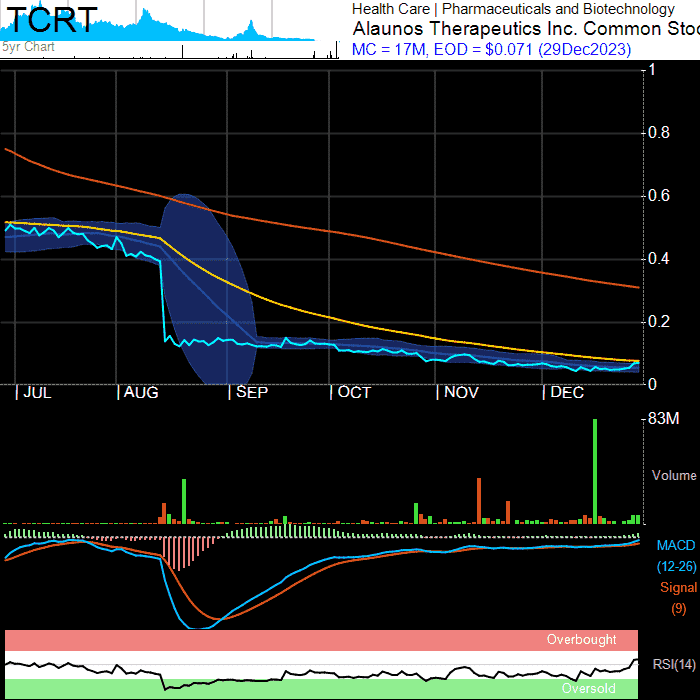 TCRT
5yr Chart
Health Care | Pharmaceuticals and Biotechnology
Alaunos Therapeutics Inc. Common Stoc
MC = 17M, EOD = $0.071 (29Dec2023)
1
0.8
0.6
0.4
0.2
0
JUL AUG SEP OCT NOV DEC
83M
Volume
MACD
(12-26)
Signal
(9)
Overbought
RSI(14)
Oversold